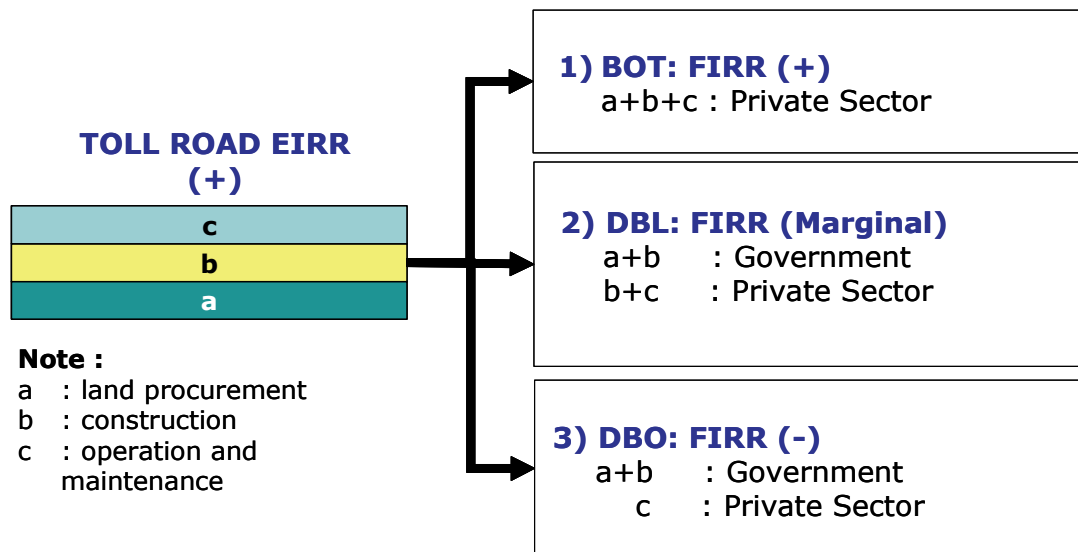 TOLL ROAD EIRR
(+)
c
b
a
Note :
a : land procurement
b : construction
c : operation and
maintenance
1) BOT: FIRR (+)
a+b+c : Private Sector
2) DBL: FIRR (Marginal)
a+b : Government
b+c : Private Sector
3) DBO: FIRR (-)
a+b : Government
c : Private Sector